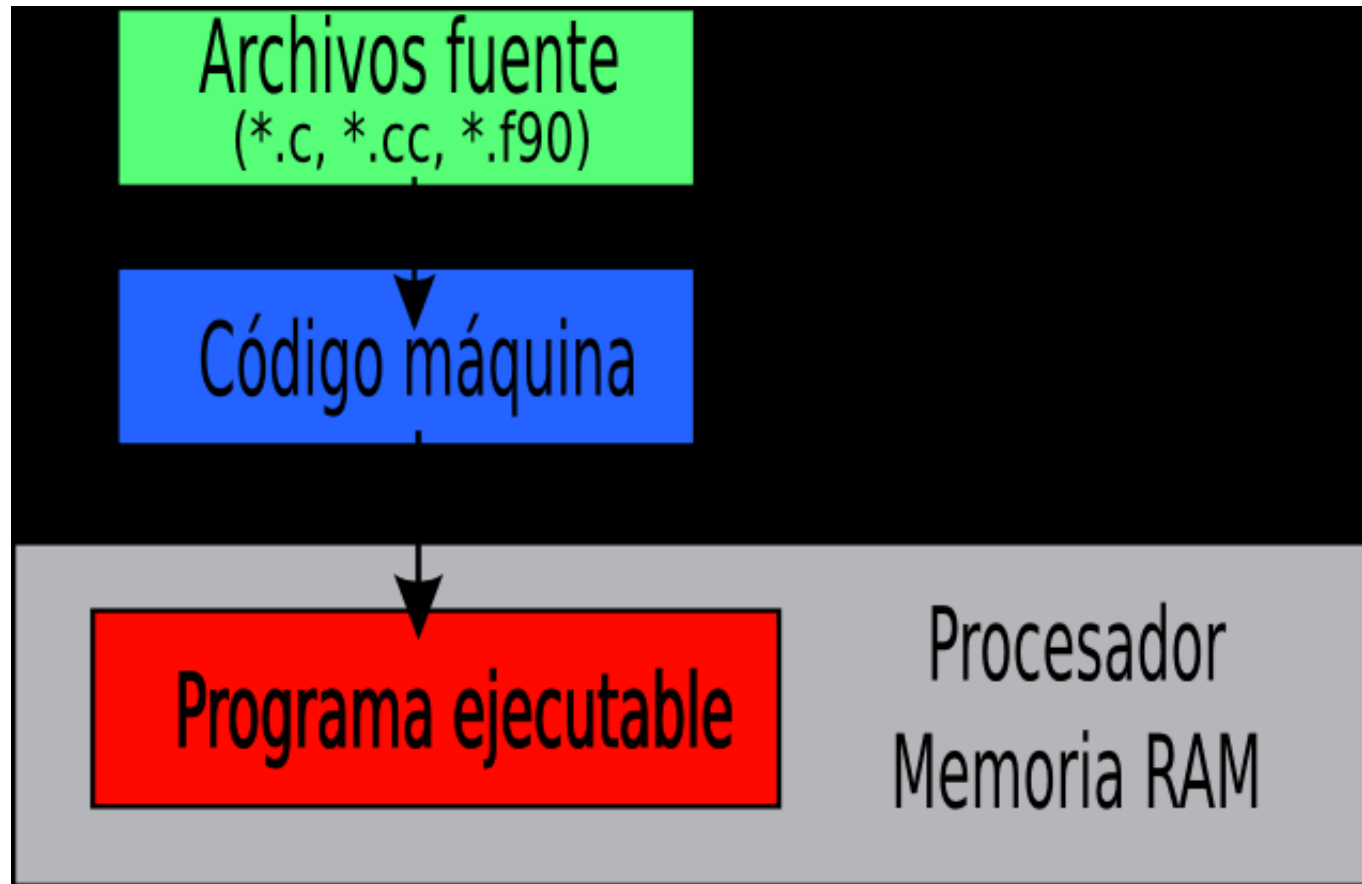 Archivos fuente
(*.c, *.cc, *.f90)
Código máquina
Programa ejecutable
Procesador
Memoria RAM